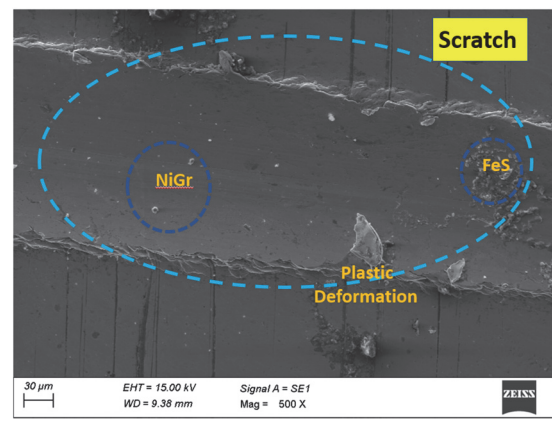 Scratch
NiGr
FeS
Plastic
Deformation
30 µm
EHT = 15.00 kV
Signal A = SE1
WD = 9.38 mm
Mag = 500 X
ZEISS